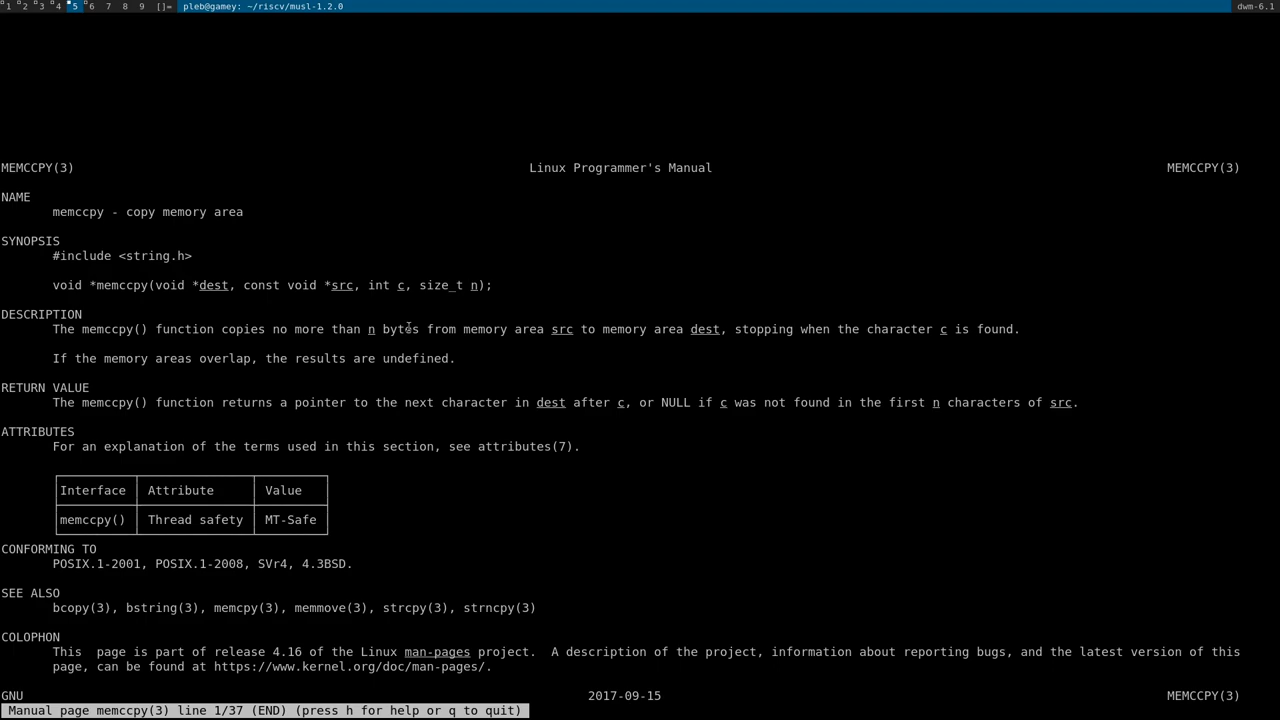 1 2 3 4 5 6 7 8 9 []= pleb@gamey: ~/riscv/musl-1.2.0 dwm-6.1
MEMCCPY(3) Linux Programmer's Manual MEMCCPY(3)
NAME
memccpy - copy memory area
SYNOPSIS
#include <string.h>
void *memccpy(void *dest, const void *src, int c, size_t n);
DESCRIPTION
The memccpy() function copies no more than n bytes from memory area src to memory area dest, stopping when the character c is found.
If the memory areas overlap, the results are undefined.
RETURN VALUE
The memccpy() function returns a pointer to the next character in dest after c, or NULL if c was not found in the first n characters of src.
ATTRIBUTES
For an explanation of the terms used in this section, see attributes(7).
Interface Attribute Value
memccpy() Thread safety MT-Safe
CONFORMING TO
POSIX.1-2001, POSIX.1-2008, SVr4, 4.3BSD.
SEE ALSO
bcopy(3), bstring(3), memcpy(3), memmove(3), strcpy(3), strncpy(3)
COLOPHON
This  page is part of release 4.16 of the Linux man-pages project.  A description of the project, information about reporting bugs, and the latest version of this
page, can be found at https://www.kernel.org/doc/man-pages/.
GNU 2017-09-15 MEMCCPY(3)
Manual page memccpy(3) line 1/37 (END) (press h for help or q to quit)